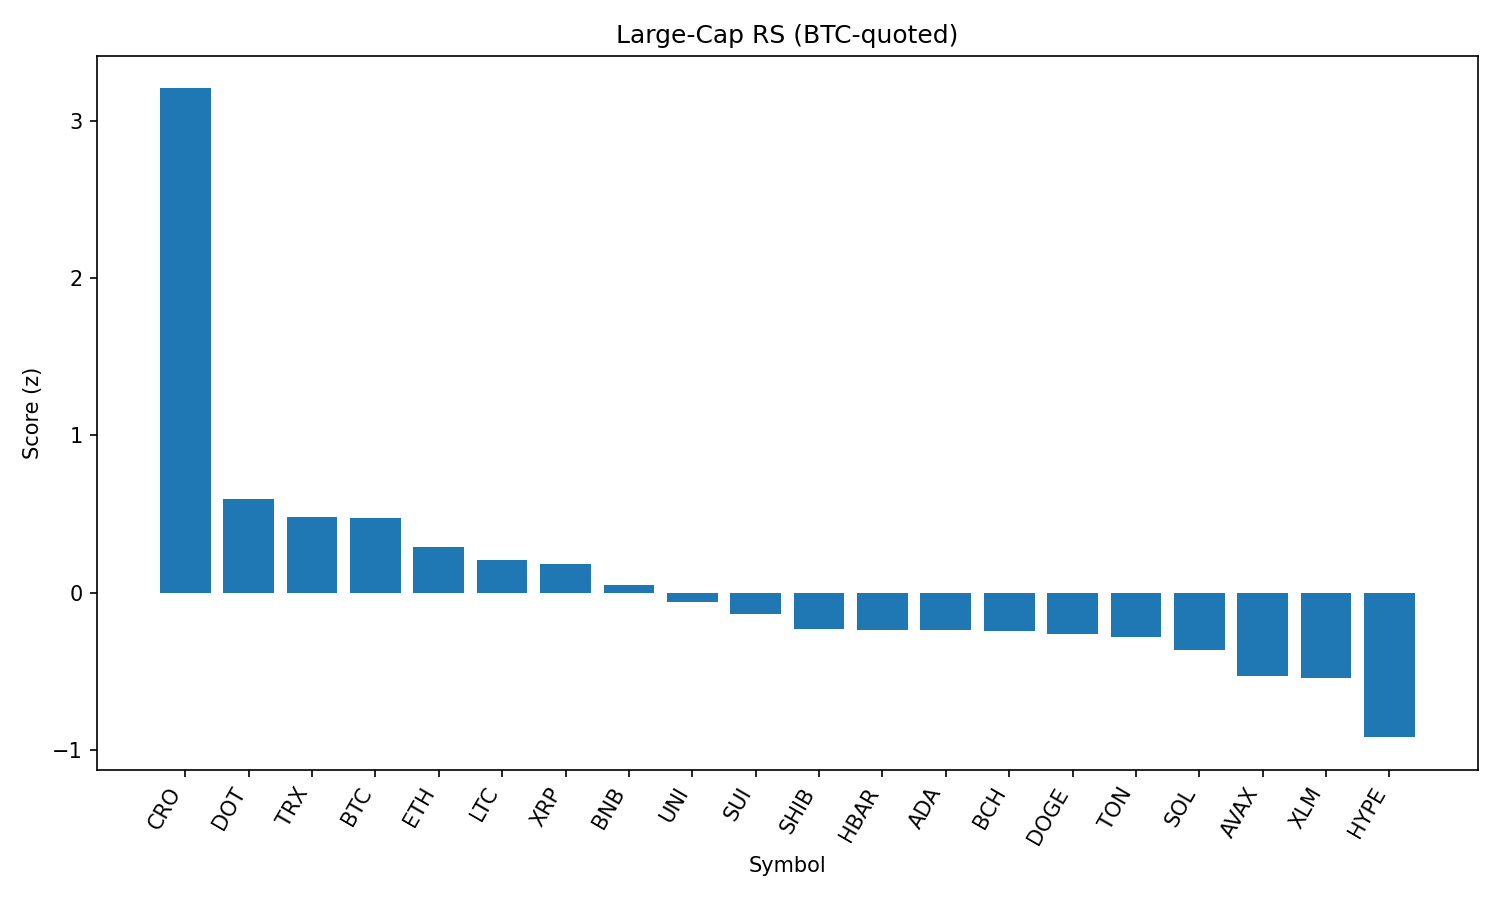 Large-Cap RS (BTC-quoted)
Score (z)
3
2
1
0
−1
CRO
DOT
TRX
BTC
ETH
LTC
XRP
BNB
UNI
SUI
SHIB
HBAR
ADA
BCH
DOGE
TON
SOL
AVAX
XLM
HYPE
Symbol